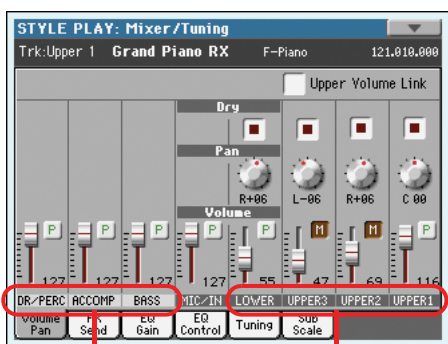 STYLE PLAY: Mixer/Tuning
Trk:Upper 1 Grand Piano RX F-Piano 121.010.000
Upper Volume Link
Dry
Pan
R+06 L-06 R+06 C 00
Volume
P P P P P M M P
127 127 127 127 55 47 69 116
DR/PERC ACCOMP BASS MIC/IN LOWER UPPER3 UPPER2 UPPER1
Volume Pan FX Send EQ Gain EQ Control Tuning Sub Scale